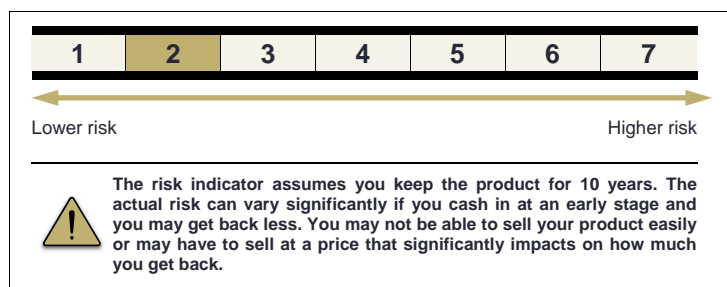 1 2 3 4 5 6 7
Lower risk Higher risk
The risk indicator assumes you keep the product for 10 years. The
actual risk can vary significantly if you cash in at an early stage and
you may get back less. You may not be able to sell your product easily
or may have to sell at a price that significantly impacts on how much
you get back.